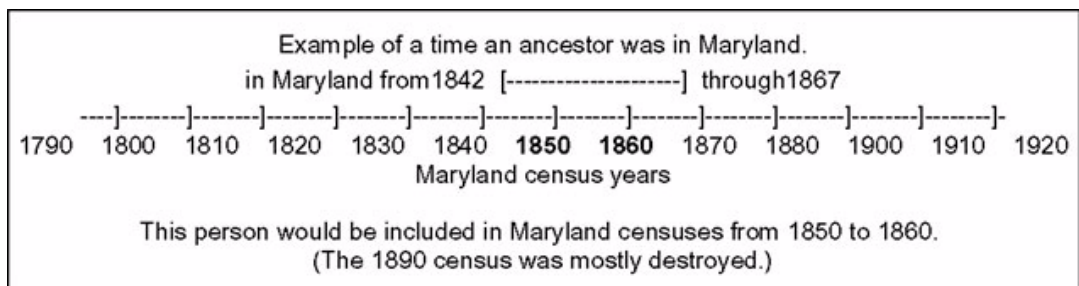 Example of a time an ancestor was in Maryland.
in Maryland from1842 [---------------------] through1867
----]--------]--------]--------]--------]--------]--------]--------]--------]--------]--------]--------]--------]-
1790 1800 1810 1820 1830 1840 1850 1860 1870 1880 1900 1910 1920
Maryland census years
This person would be included in Maryland censuses from 1850 to 1860.
(The 1890 census was mostly destroyed.)